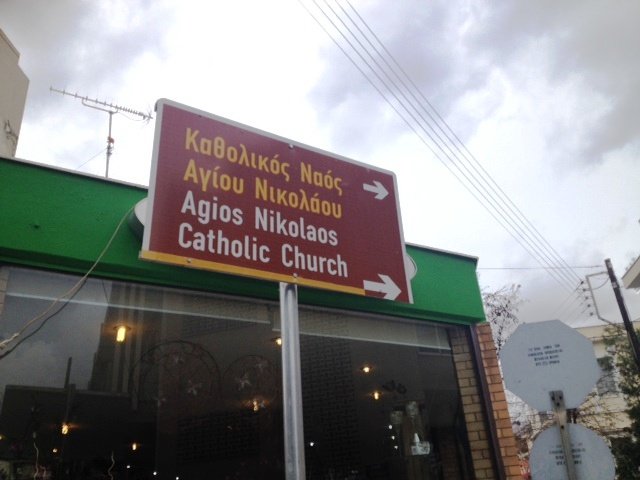 Καθολικός Ναός
Αγίου Νικολάου
Agios Nikolaos
Catholic Church